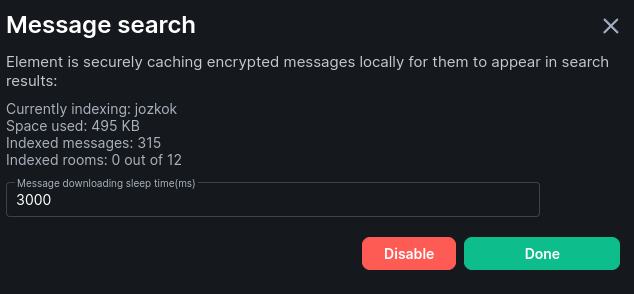 Message search
Element is securely caching encrypted messages locally for them to appear in search
results:
Currently indexing: jozkok
Space used: 495 KB
Indexed messages: 315
Indexed rooms: 0 out of 12
Message downloading sleep time(ms)
3000
Disable
Done